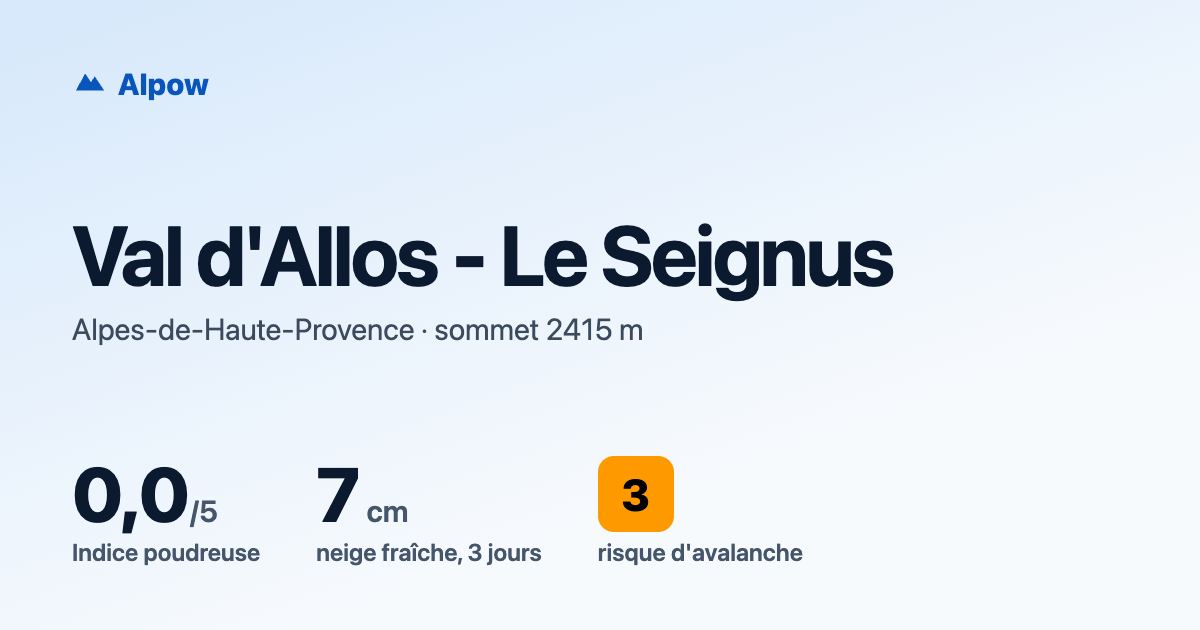 Alpow
Val d'Allos - Le Seignus
Alpes-de-Haute-Provence · sommet 2415 m
0,0/5 7 cm 3
Indice poudreuse neige fraîche, 3 jours risque d'avalanche